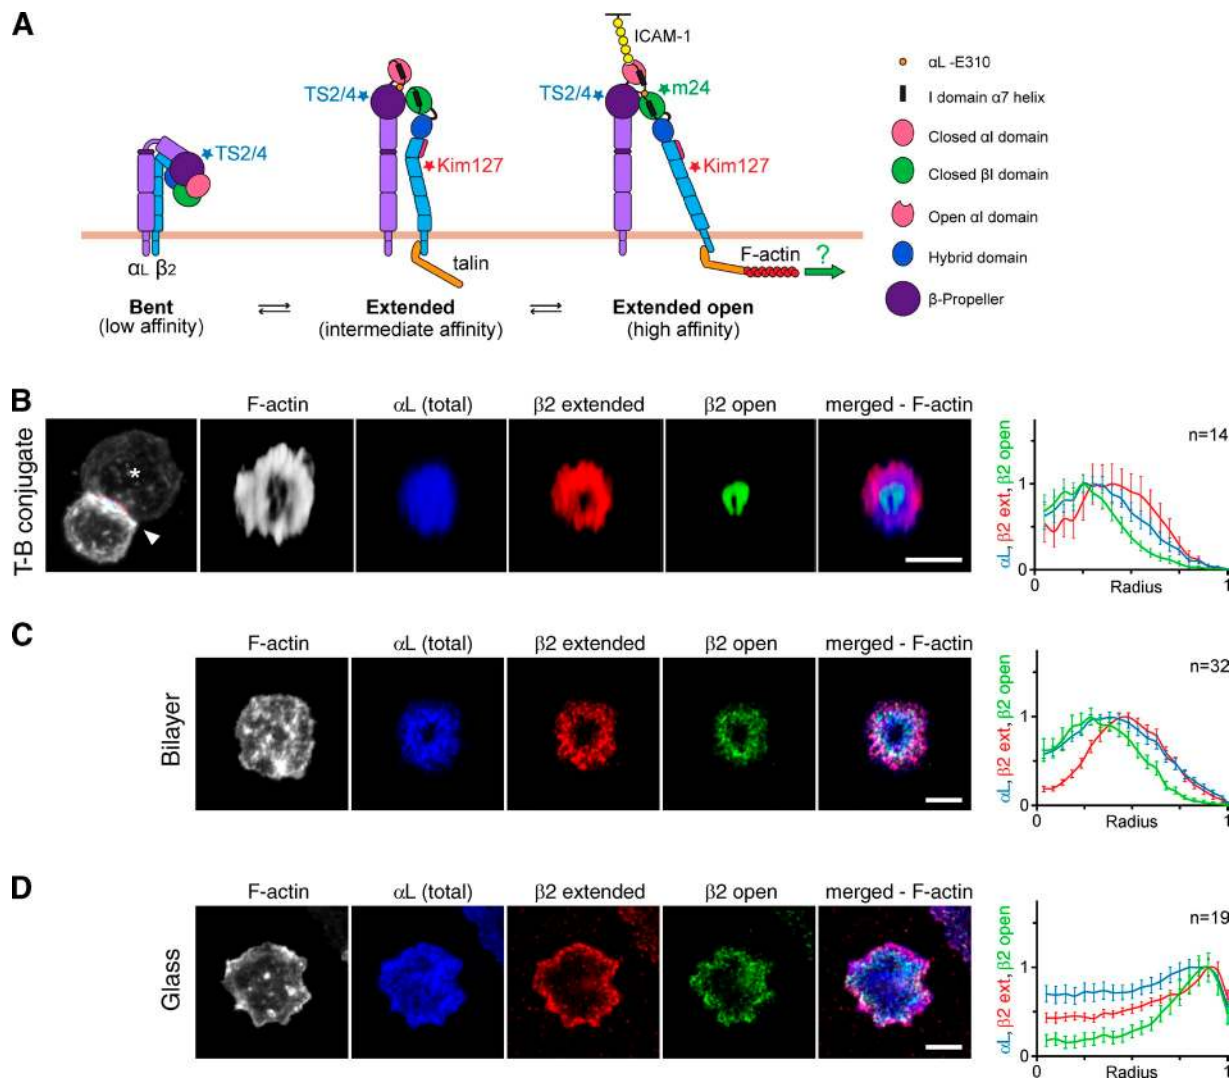 A
ICAM-1
TS2/4
TS2/4
m24
TS2/4
Kim127
Kim127
αL β2
talin
F-actin
?
Bent
(low affinity)
Extended
(intermediate affinity)
Extended open
(high affinity)
αL -E310
I domain α7 helix
Closed αI domain
Closed βI domain
Open αI domain
Hybrid domain
β-Propeller
B
F-actin
αL (total)
β2 extended
β2 open
merged - F-actin
T-B conjugate
*
αL, β2 ext, β2 open
n=14
1
0
0
Radius
1
C
F-actin
αL (total)
β2 extended
β2 open
merged - F-actin
Bilayer
αL, β2 ext, β2 open
n=32
1
0
0
Radius
1
D
F-actin
αL (total)
β2 extended
β2 open
merged - F-actin
Glass
αL, β2 ext, β2 open
n=19
1
0
0
Radius
1